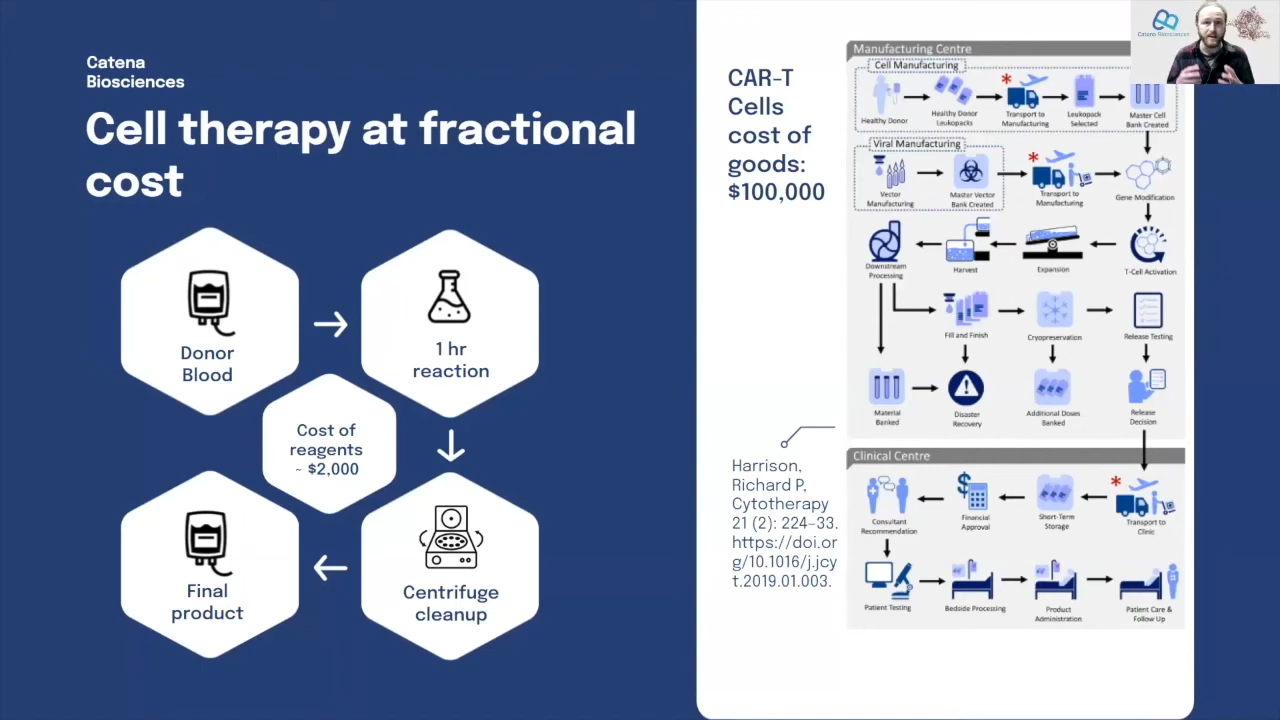 Catena
Biosciences
Cell therapy at fractional
cost
Donor
Blood
1 hr
reaction
Cost of
reagents
~ $2,000
Final
product
Centrifuge
cleanup
CAR-T
Cells
cost of
goods:
$100,000
Harrison,
Richard P,
Cytotherapy
21 (2): 224–33.
https://doi.or
g/10.1016/j.jcy
t.2019.01.003.
Manufacturing Centre
Cell Manufacturing
Healthy Donor
Healthy Donor
Leukopacks
Transport to
Manufacturing
Leukopack
Selected
Master Cell
Bank Created
Viral Manufacturing
Vector
Manufacturing
Master Vector
Bank Created
Transport to
Manufacturing
Gene Modification
Downstream
Processing
Harvest
Expansion
T-Cell Activation
Fill and Finish
Cryopreservation
Release Testing
Material
Banked
Disaster
Recovery
Additional Doses
Banked
Release
Decision
Clinical Centre
Consultant
Recommendation
Financial
Approval
Short-Term
Storage
Transport to
Clinic
Patient Testing
Bedside Processing
Product
Administration
Patient Care &
Follow Up
Catena Biosciences